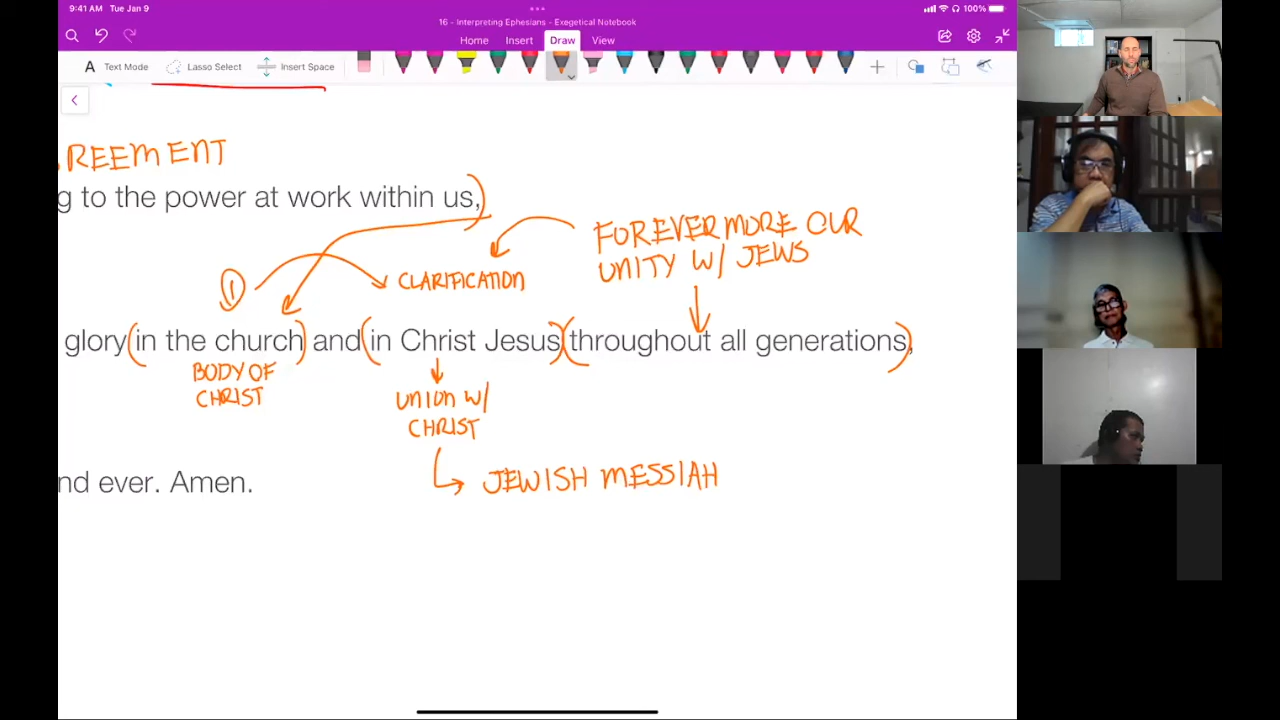 9:41 AM Tue Jan 9
100%
16 - Interpreting Ephesians - Exegetical Notebook
Home Insert Draw View
A Text Mode Lasso Select Insert Space
REEMENT
g to the power at work within us,)
FOREVERMORE OUR
UNITY W/ JEWS
① CLARIFICATION
glory (in the church) and (in Christ Jesus) (throughout all generations),
BODY OF
CHRIST
UNION W/
CHRIST
JEWISH MESSIAH
nd ever. Amen.